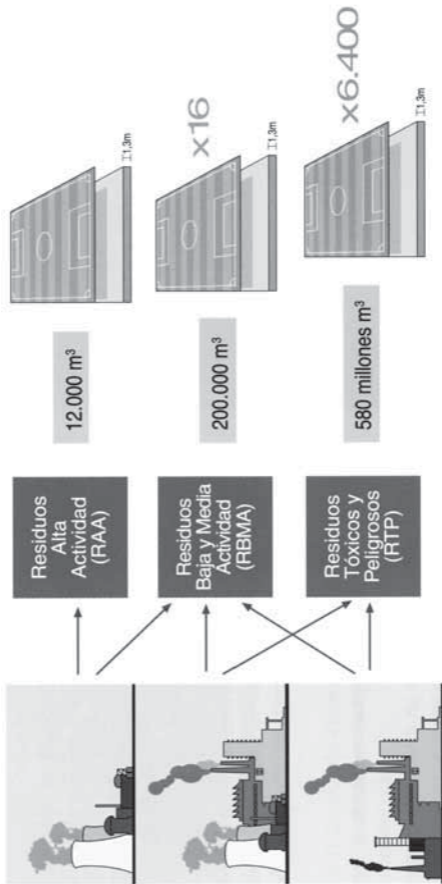 Residuos
Alta
Actividad
(RAA)
12.000 m³
1,3m
Residuos
Baja y Media
Actividad
(RBMA)
200.000 m³
x16
1,3m
Residuos
Tóxicos y
Peligrosos
(RTP)
580 millones m³
x6.400
1,3m